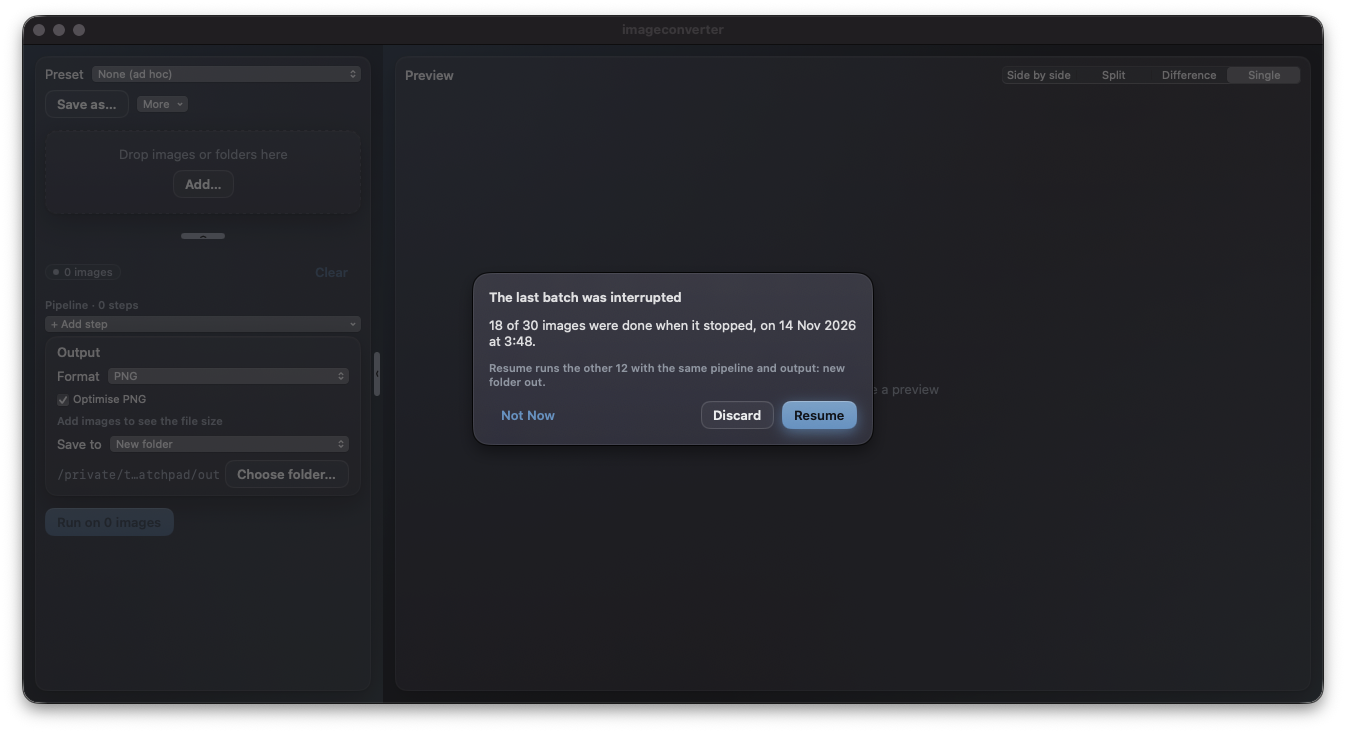 imageconverter
Preset None (ad hoc)
Save as... More
Drop images or folders here
Add...
0 images Clear
Pipeline · 0 steps
+ Add step
Output
Format PNG
Optimise PNG
Add images to see the file size
Save to New folder
/private/t…atchpad/out Choose folder...
Run on 0 images
Preview Side by side Split Difference Single
e a preview
The last batch was interrupted
18 of 30 images were done when it stopped, on 14 Nov 2026
at 3:48.
Resume runs the other 12 with the same pipeline and output: new
folder out.
Not Now Discard Resume